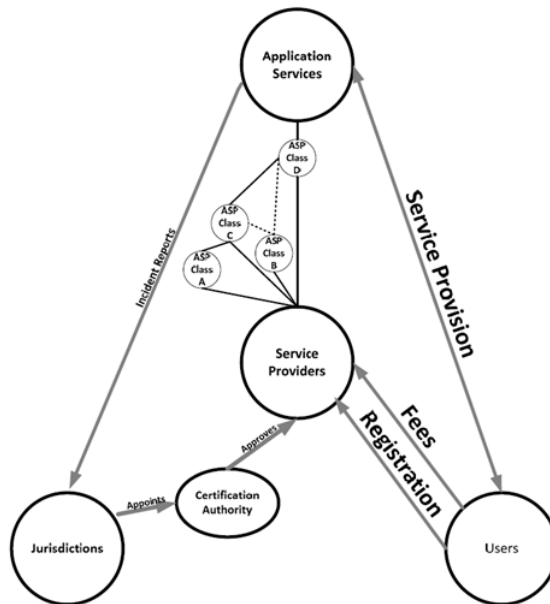 Application
Services
ASP
Class
D
ASP
Class
C
ASP
Class
B
ASP
Class
A
Incident Reports
Service Provision
Service
Providers
Fees
Registration
Approves
Appoints
Certification
Authority
Jurisdictions
Users